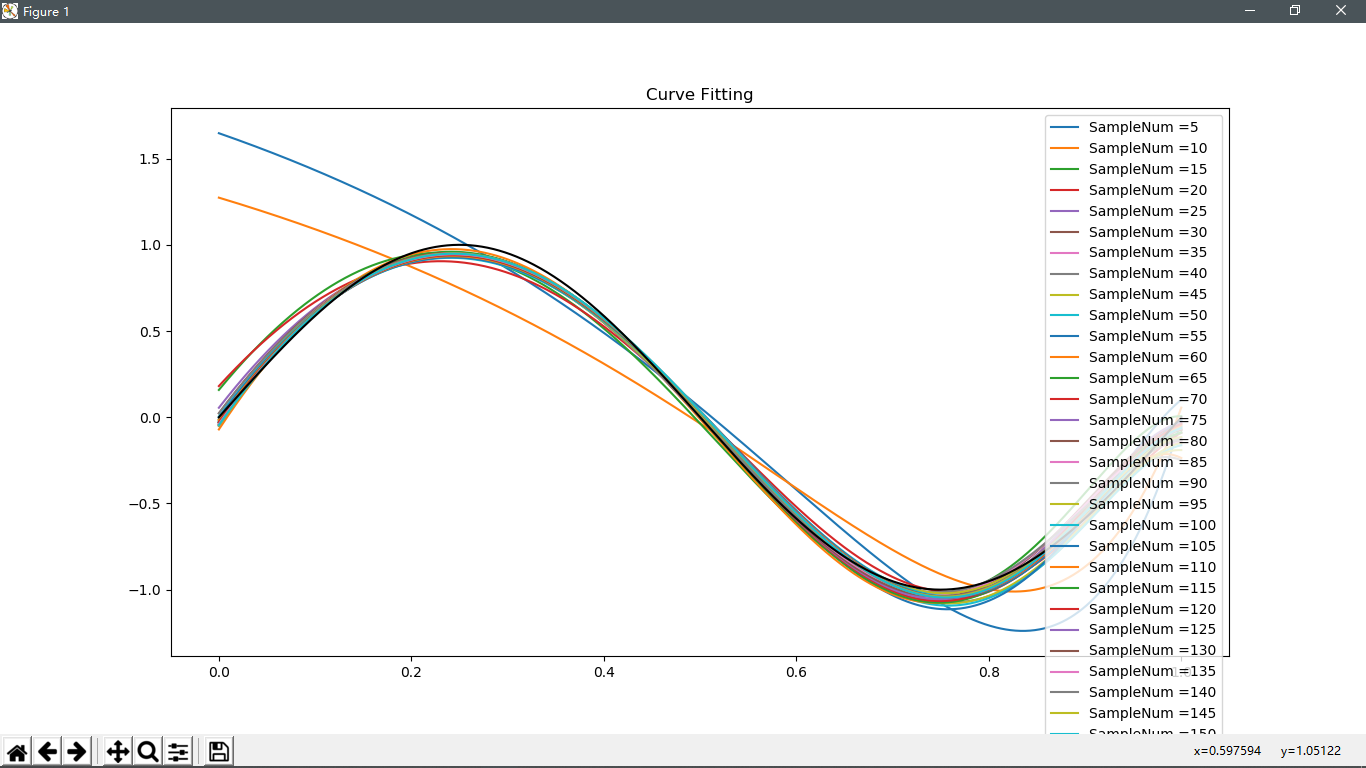 Figure 1
Curve Fitting
1.5
1.0
0.5
0.0
−0.5
−1.0
0.0
0.2
0.4
0.6
0.8
SampleNum =5
SampleNum =10
SampleNum =15
SampleNum =20
SampleNum =25
SampleNum =30
SampleNum =35
SampleNum =40
SampleNum =45
SampleNum =50
SampleNum =55
SampleNum =60
SampleNum =65
SampleNum =70
SampleNum =75
SampleNum =80
SampleNum =85
SampleNum =90
SampleNum =95
SampleNum =100
SampleNum =105
SampleNum =110
SampleNum =115
SampleNum =120
SampleNum =125
SampleNum =130
SampleNum =135
SampleNum =140
SampleNum =145
SampleNum =150
x=0.597594 y=1.05122